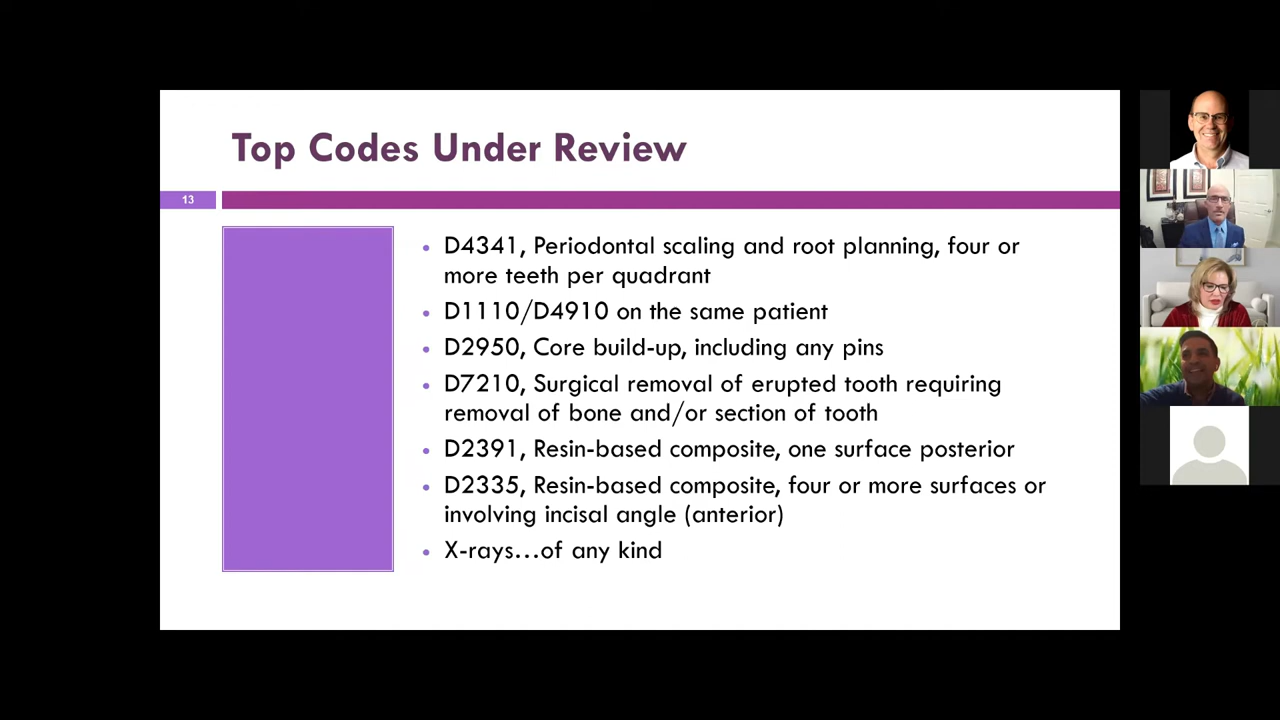 Top Codes Under Review
13
• D4341, Periodontal scaling and root planning, four or
more teeth per quadrant
• D1110/D4910 on the same patient
• D2950, Core build-up, including any pins
• D7210, Surgical removal of erupted tooth requiring
removal of bone and/or section of tooth
• D2391, Resin-based composite, one surface posterior
• D2335, Resin-based composite, four or more surfaces or
involving incisal angle (anterior)
• X-rays...of any kind